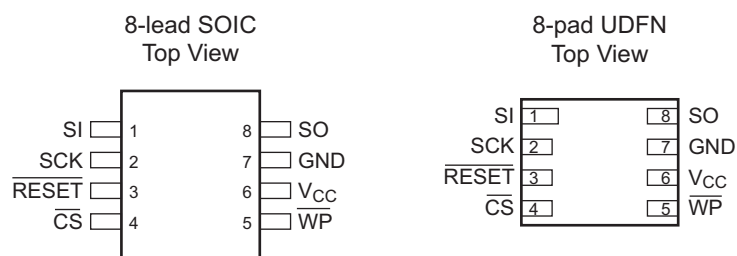 8-lead SOIC
Top View
SI 1 8 SO
SCK 2 7 GND
RESET 3 6 VCC
CS 4 5 WP
8-pad UDFN
Top View
SI 1 8 SO
SCK 2 7 GND
RESET 3 6 VCC
CS 4 5 WP